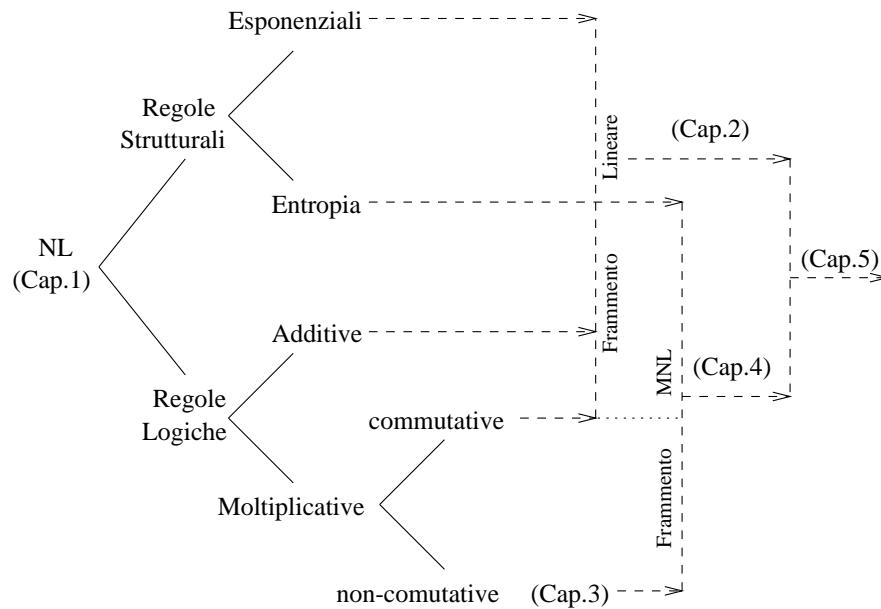 Esponenziali
Regole
Strutturali
(Cap.2)
Lineare
Entropia
NL
(Cap.1)
(Cap.5)
Additive
Frammento
MNL
(Cap.4)
Regole
Logiche
commutative
Moltiplicative
Frammento
non-comutative
(Cap.3)